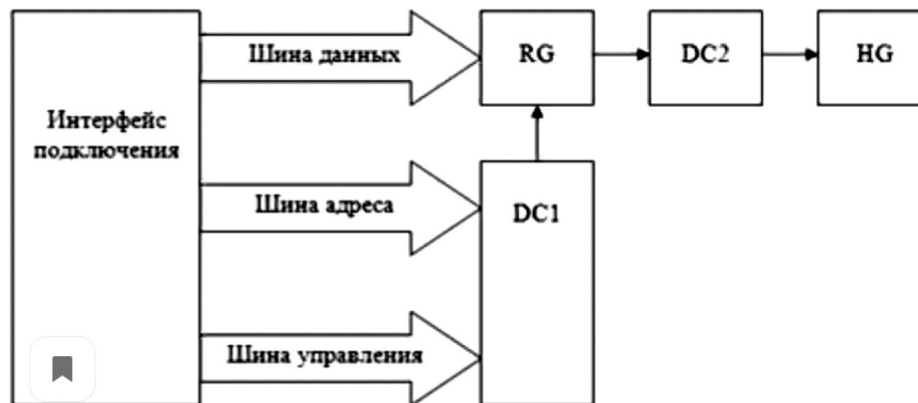 Шина данных
RG
DC2
HG
Интерфейс
подключения
Шина адреса
DC1
Шина управления